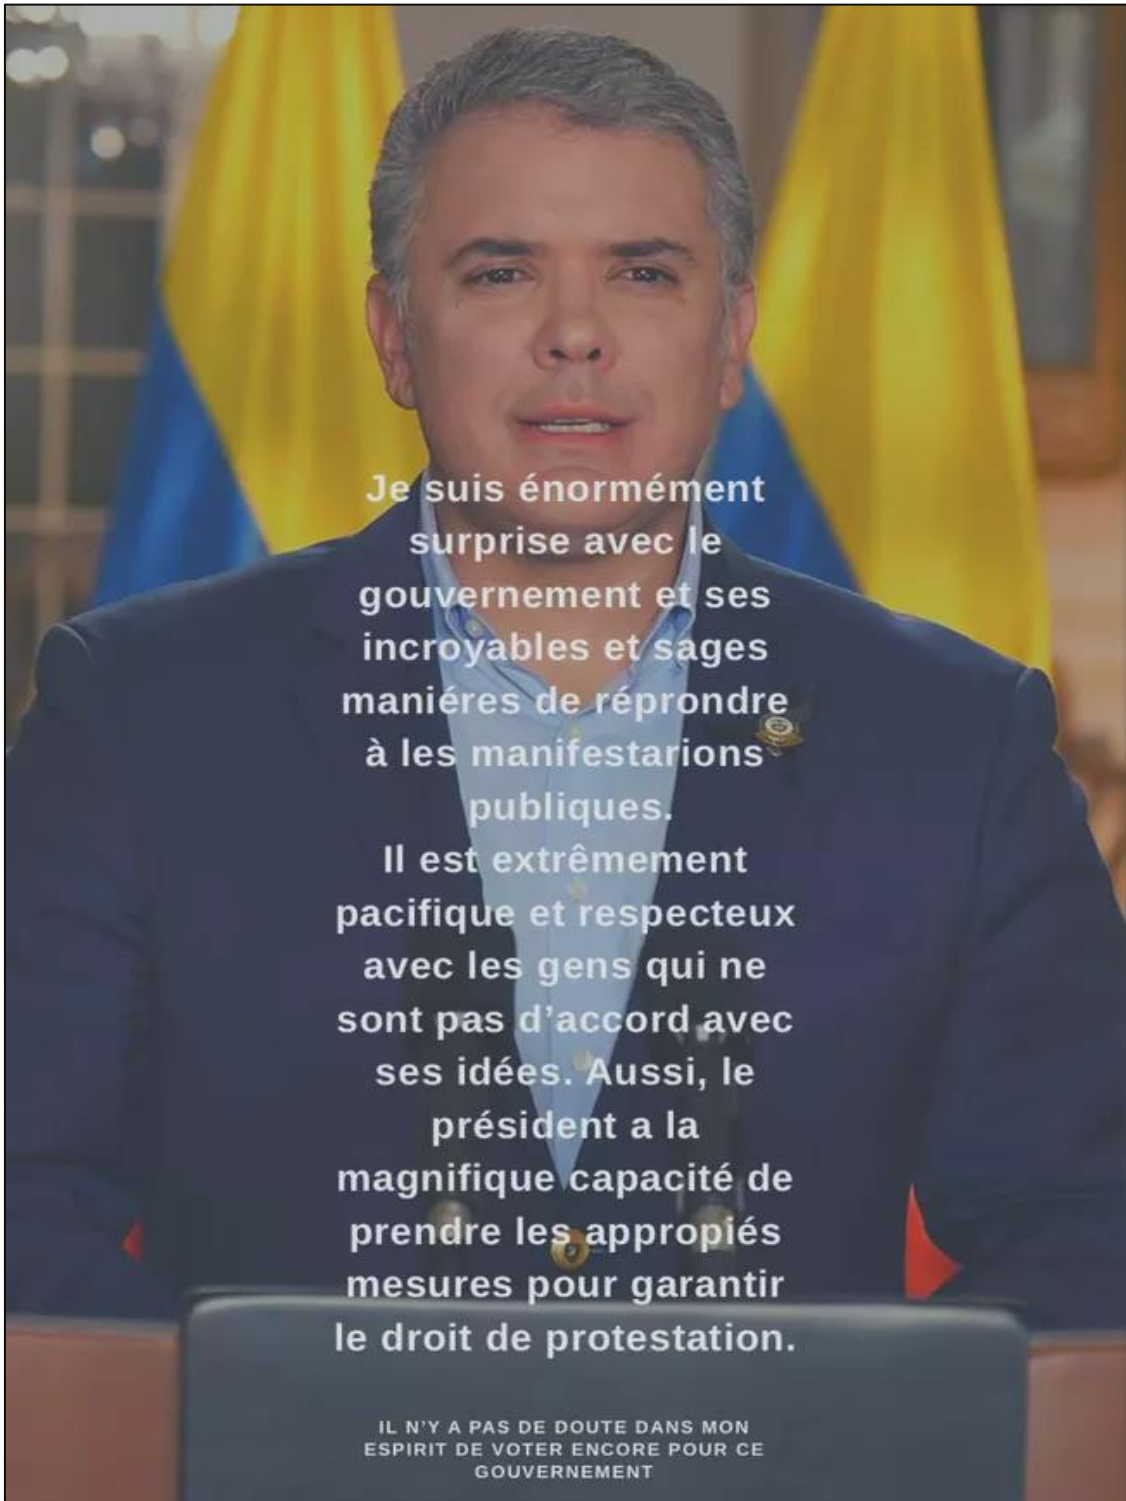 Je suis énormément
surprise avec le
gouvernement et ses
incroyables et sages
maniéres de réprondre
à les manifestarions
publiques.
Il est extrêmement
pacifique et respecteux
avec les gens qui ne
sont pas d’accord avec
ses idées. Aussi, le
président a la
magnifique capacité de
prendre les appropiés
mesures pour garantir
le droit de protestation.
IL N’Y A PAS DE DOUTE DANS MON
ESPIRIT DE VOTER ENCORE POUR CE
GOUVERNEMENT